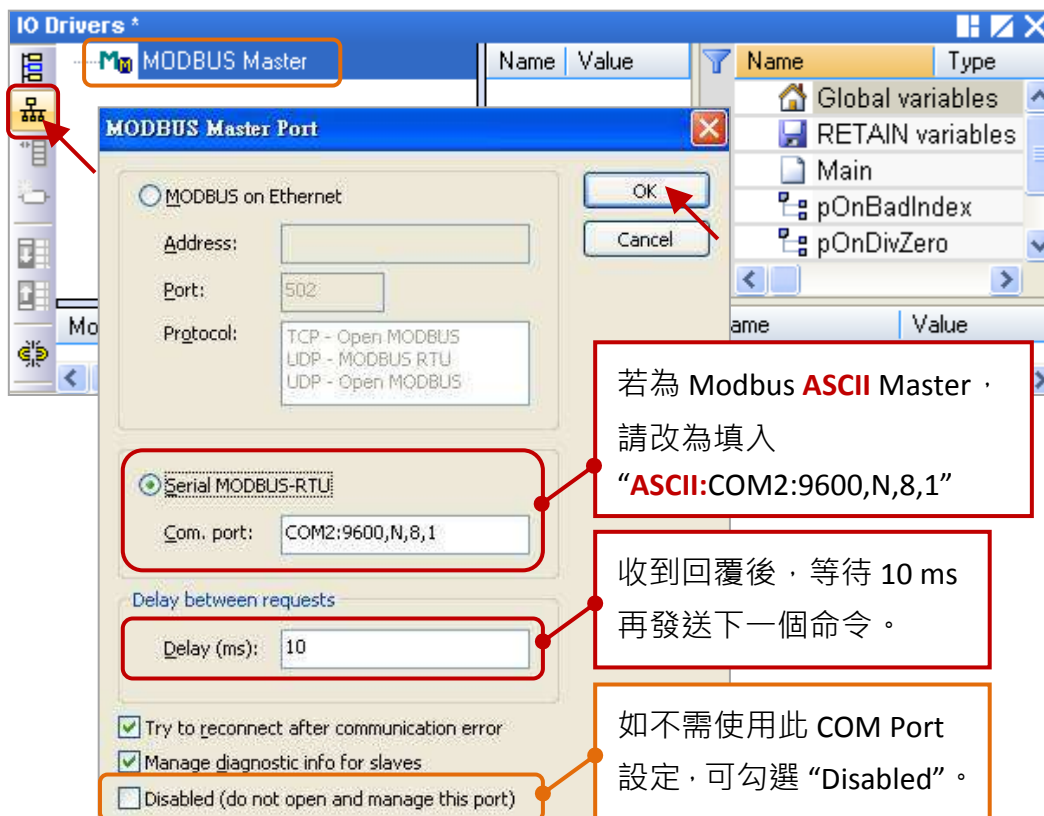 IO Drivers *
MODBUS Master
Name Value
Name Type
Global variables
RETAIN variables
Main
pOnBadIndex
pOnDivZero
MODBUS Master Port
MODBUS on Ethernet
OK
Address:
Cancel
Port:
502
Protocol:
TCP - Open MODBUS
UDP - MODBUS RTU
UDP - Open MODBUS
Mo
ame Value
若為 Modbus ASCII Master，
請改為填入
“ASCII:COM2:9600,N,8,1”
Serial MODBUS-RTU
Com. port:
COM2:9600,N,8,1
收到回覆後，等待 10 ms
再發送下一個命令。
Delay between requests
Delay (ms):
10
Try to reconnect after communication error
Manage diagnostic info for slaves
Disabled (do not open and manage this port)
如不需使用此 COM Port
設定，可勾選 “Disabled”。